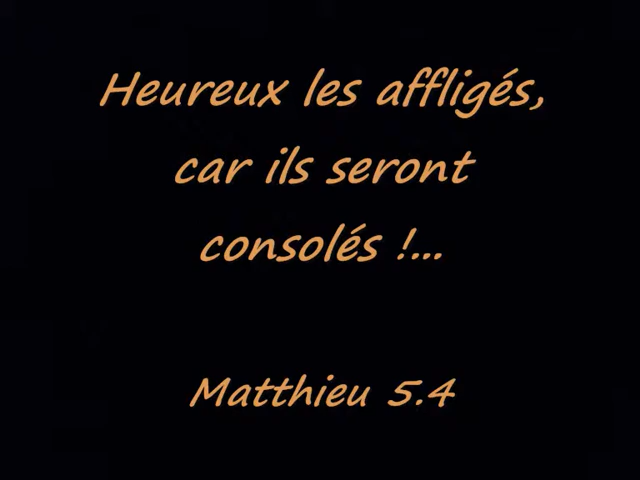 Heureux les affligés,
car ils seront
consolés !...
Matthieu 5.4